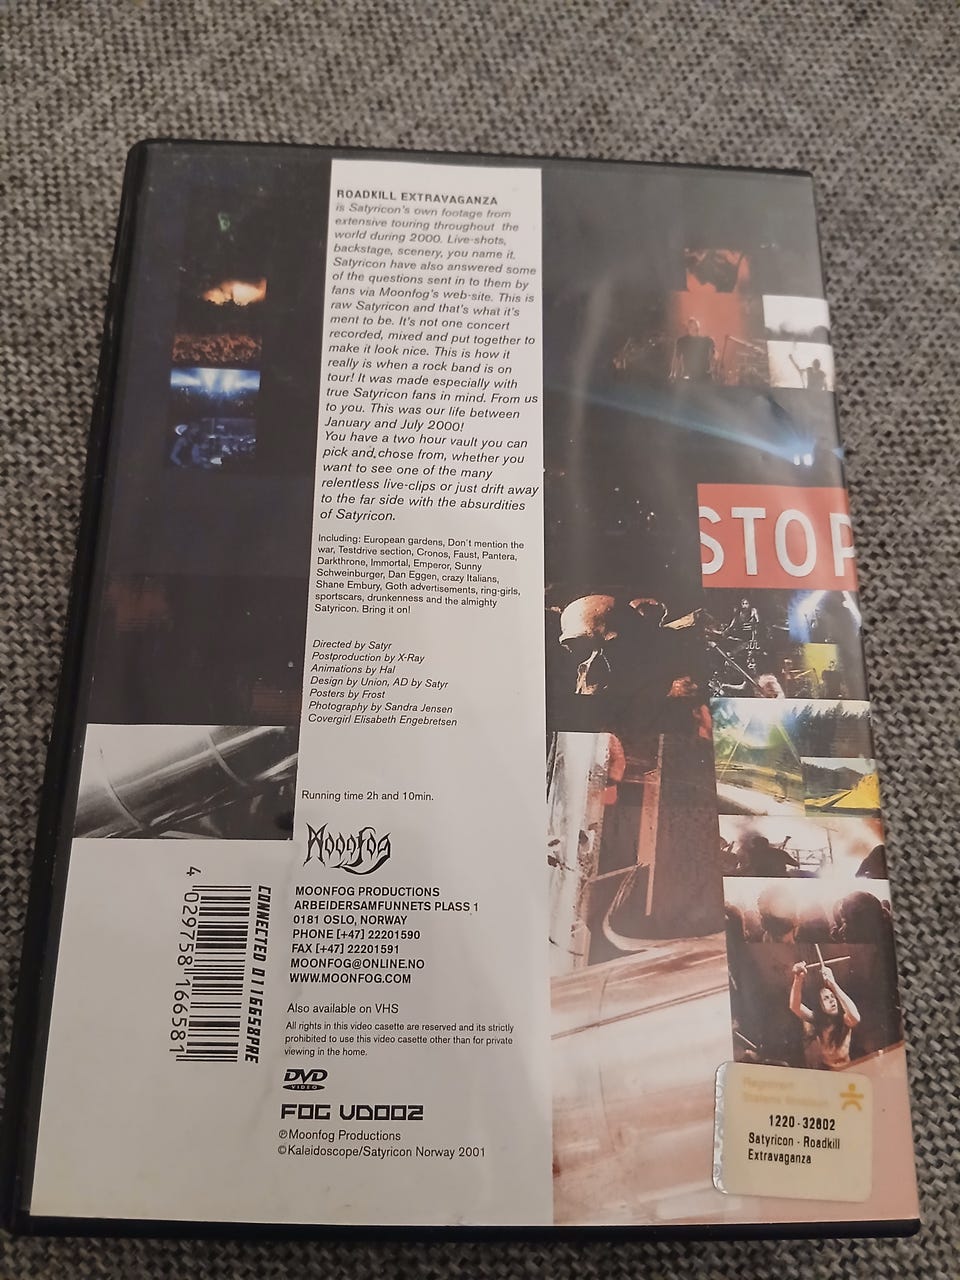 ROADKILL EXTRAVAGANZA
is Satyricon's own footage from
extensive touring throughout the
world during 2000. Live-shots,
backstage, scenery, you name it.
Satyricon have also answered some
of the questions sent in to them by
fans via Moonfog's web-site. This is
raw Satyricon and that's what it's
ment to be. It's not one concert
recorded, mixed and put together to
make it look nice. This is how it
really is when a rock band is on
tour! It was made especially with
true Satyricon fans in mind. From us
to you. This was our life between
January and July 2000!
You have a two hour vault you can
pick and chose from, whether you
want to see one of the many
relentless live-clips or just drift away
to the far side with the absurdities
of Satyricon.
Including: European gardens, Don't mention the
war, Testdrive section, Cronos, Faust, Pantera,
Darkthrone, Immortal, Emperor, Sunny
Schweinburger, Dan Eggen, crazy Italians,
Shane Embury, Goth advertisements, ring-girls,
sportscars, drunkenness and the almighty
Satyricon. Bring it on!
Directed by Satyr
Postproduction by X-Ray
Animations by Hal
Design by Union, AD by Satyr
Posters by Frost
Photography by Sandra Jensen
Covergirl Elisabeth Engebretsen
Running time 2h and 10min.
Moonfog
MOONFOG PRODUCTIONS
ARBEIDERSAMFUNNETS PLASS 1
0181 OSLO, NORWAY
PHONE [+47] 22201590
FAX [+47] 22201591
MOONFOG@ONLINE.NO
WWW.MOONFOG.COM
Also available on VHS
All rights in this video casette are reserved and its strictly
prohibited to use this video casette other than for private
viewing in the home.
DVD
VIDEO
FOG VD002
℗Moonfog Productions
©Kaleidoscope/Satyricon Norway 2001
CONNECTED 0116658PRE
4 029758 166581
STOP
1220-32802
Satyricon - Roadkill
Extravaganza